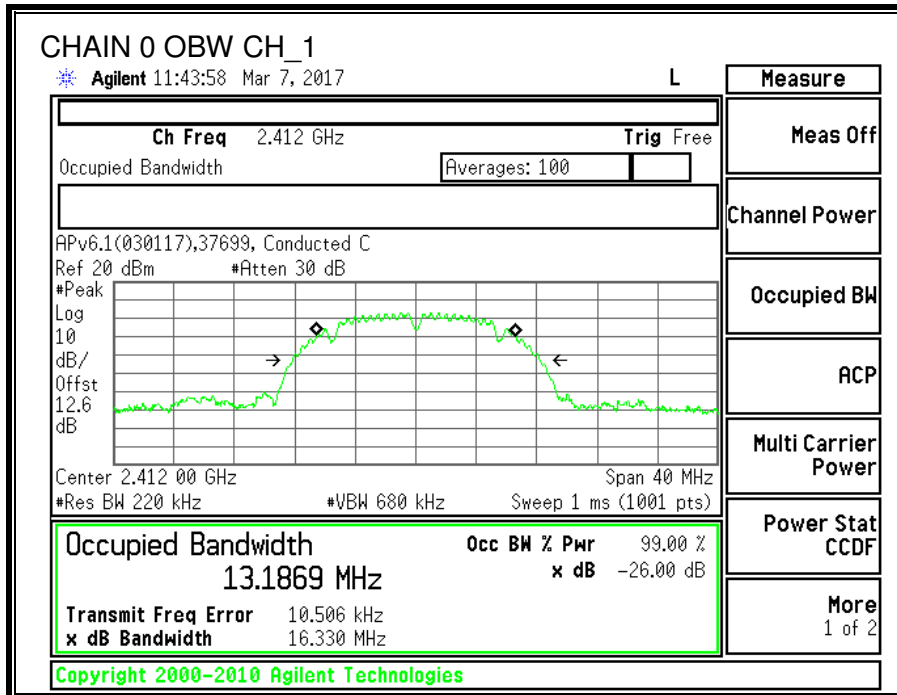 CHAIN 0 OBW CH_1
Agilent 11:43:58 Mar 7, 2017 L
Measure
Ch Freq 2.412 GHz Trig Free
Meas Off
Occupied Bandwidth Averages: 100
Channel Power
APv6.1(030117),37699, Conducted C
Ref 20 dBm #Atten 30 dB
#Peak
Log
10
dB/
Offst
12.6
dB
Occupied BW
ACP
Center 2.412 00 GHz Span 40 MHz
#Res BW 220 kHz #VBW 680 kHz Sweep 1 ms (1001 pts)
Multi Carrier
Power
Occupied Bandwidth
13.1869 MHz
Occ BW % Pwr 99.00 %
x dB -26.00 dB
Transmit Freq Error 10.506 kHz
x dB Bandwidth 16.330 MHz
Power Stat
CCDF
More
1 of 2
Copyright 2000-2010 Agilent Technologies